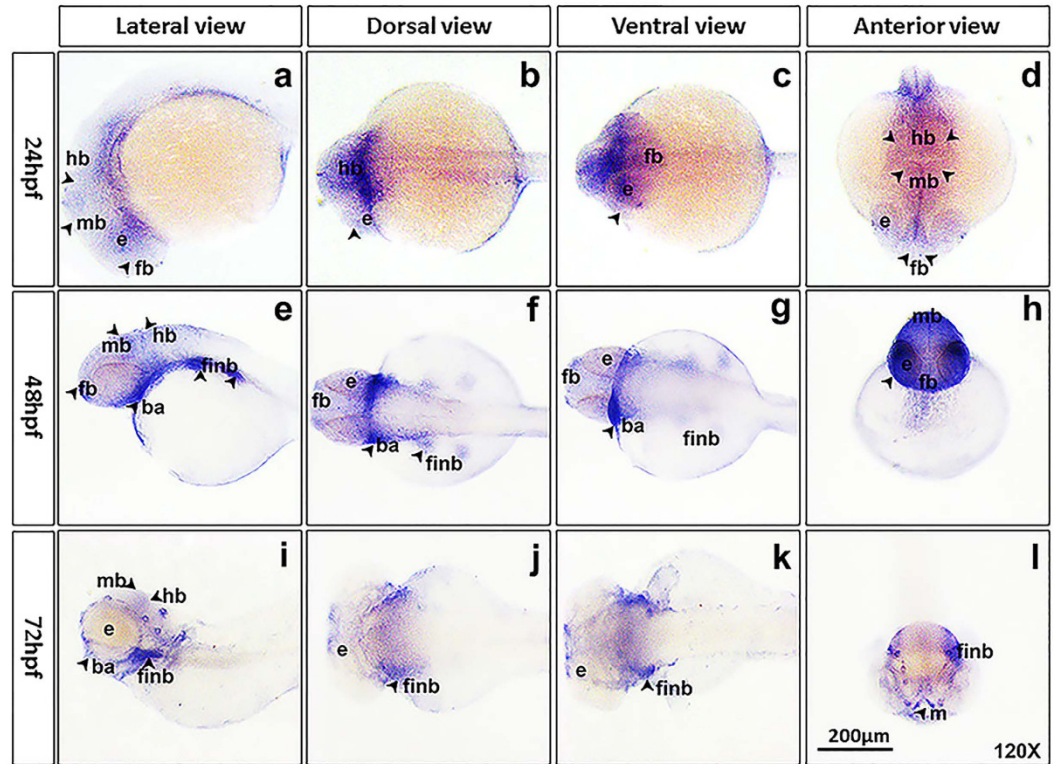 Lateral view Dorsal view Ventral view Anterior view
24hpf
a
hb
mb
e
fb
b
hb
e
c
fb
e
d
hb
mb
e
fb
48hpf
e
mb
hb
finb
fb
ba
f
e
fb
ba
finb
g
e
fb
ba
finb
h
mb
e
fb
72hpf
i
mb
hb
e
ba
finb
j
e
finb
k
e
finb
l
finb
m
200μm
120X